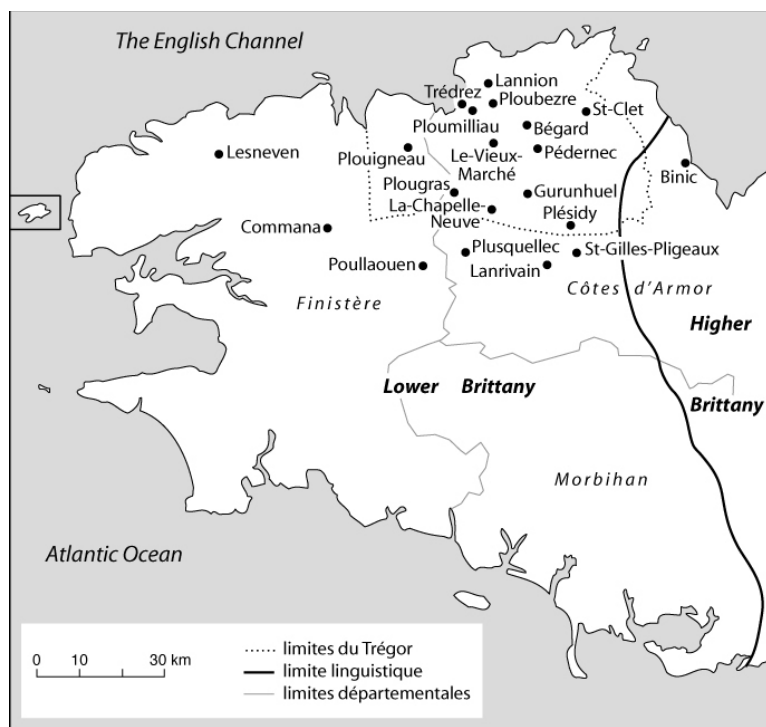 The English Channel
Lannion
Trédrez
Ploubezre
St-Clet
Ploumilliau
Bégard
Lesneven
Plouigneau
Le-Vieux-
Marché
Pédernec
Binic
Plougras
Gurunhuel
La-Chapelle-
Neuve
Plésidy
Commana
Plusquellec
St-Gilles-Pligeaux
Poullaouen
Lanrivain
Finistère
Côtes d'Armor
Higher
Lower Brittany
Brittany
Morbihan
Atlantic Ocean
limites du Trégor
0 10 30 km
limite linguistique
limites départementales